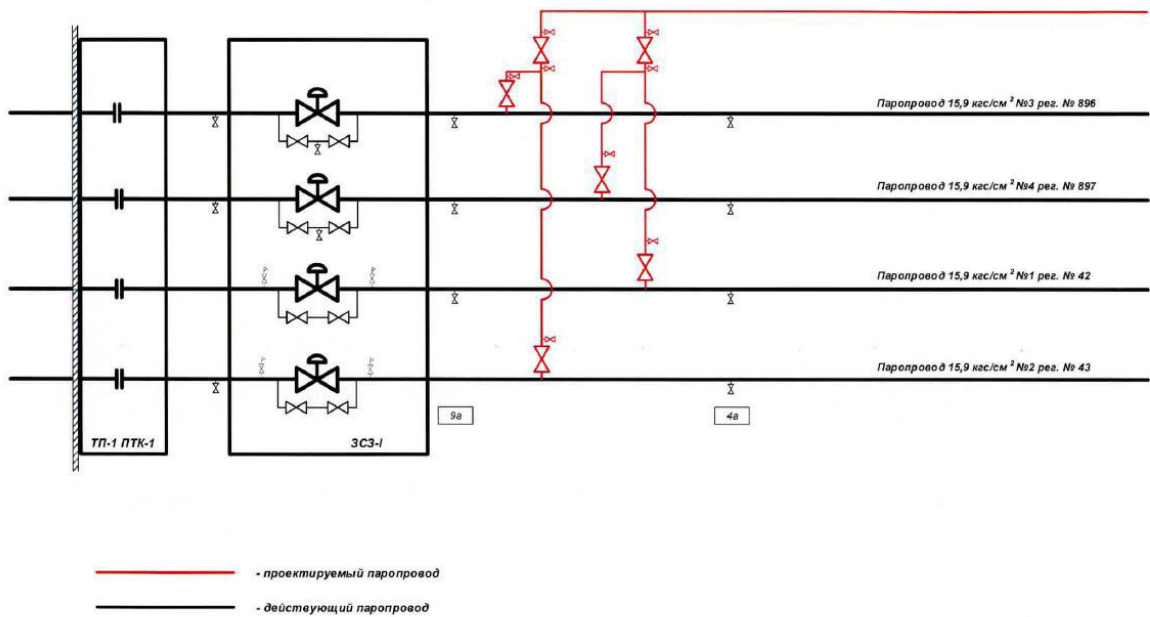 Паропровод 15,9 кгс/см² №3 рег. № 896
Паропровод 15,9 кгс/см² №4 рег. № 897
Паропровод 15,9 кгс/см² №1 рег. № 42
Паропровод 15,9 кгс/см² №2 рег. № 43
9а
4а
ТП-1 ПТК-1
ЗСЗ-I
- проектируемый паропровод
- действующий паропровод